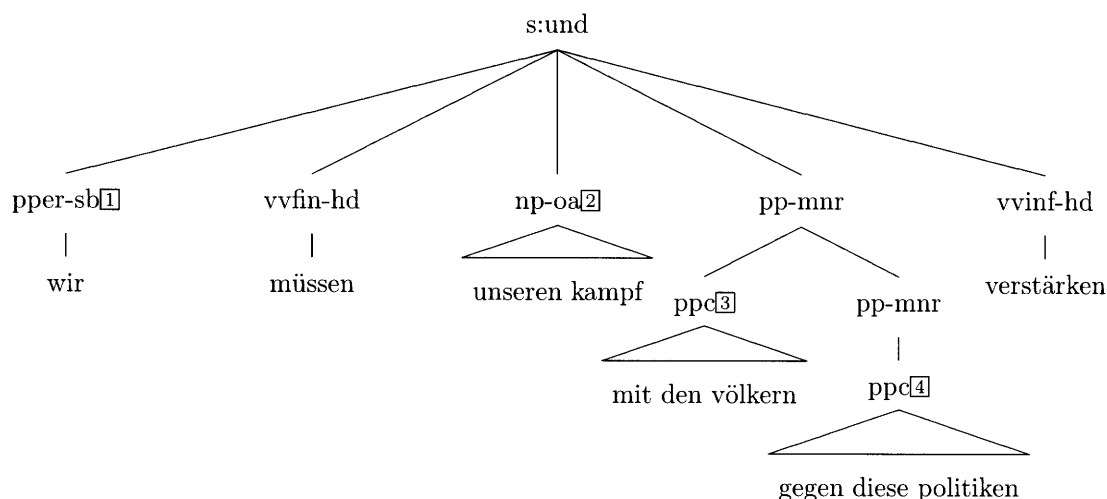 s:und
pper-sb1 vvfin-hd np-oa2 pp-mnr vvinf-hd
wir müssen unseren kampf ppc3 pp-mnr verstärken
mit den völkern ppc4
gegen diese politiken